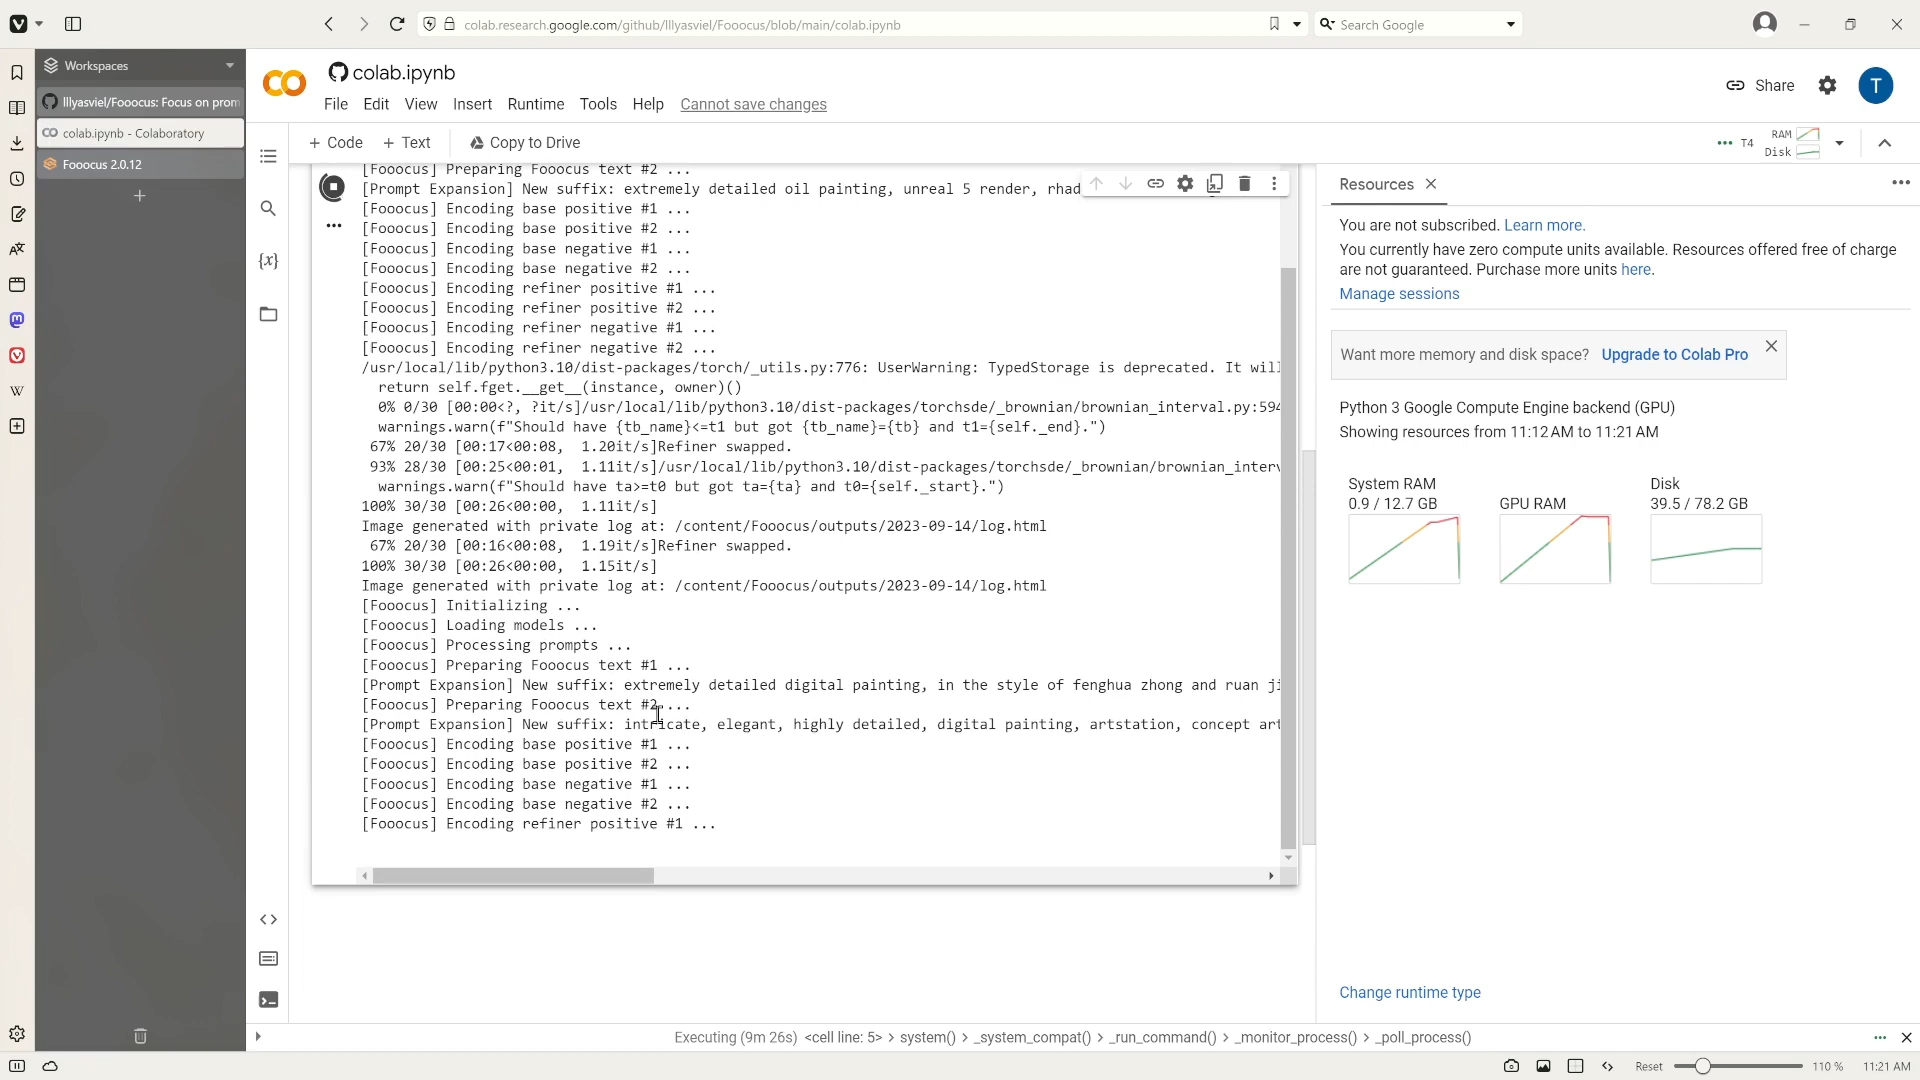 colab.research.google.com/github/lllyasviel/Fooocus/blob/main/colab.ipynb
Search Google
Workspaces
lllyasviel/Fooocus: Focus on prom
colab.ipynb - Colaboratory
Fooocus 2.0.12
CO
colab.ipynb
File Edit View Insert Runtime Tools Help Cannot save changes
Share
T
+ Code + Text Copy to Drive
T4
RAM
Disk
[Fooocus] Preparing Fooocus text #2 ...
[Prompt Expansion] New suffix: extremely detailed oil painting, unreal 5 render, rhad
[Fooocus] Encoding base positive #1 ...
[Fooocus] Encoding base positive #2 ...
[Fooocus] Encoding base negative #1 ...
[Fooocus] Encoding base negative #2 ...
[Fooocus] Encoding refiner positive #1 ...
[Fooocus] Encoding refiner positive #2 ...
[Fooocus] Encoding refiner negative #1 ...
[Fooocus] Encoding refiner negative #2 ...
/usr/local/lib/python3.10/dist-packages/torch/_utils.py:776: UserWarning: TypedStorage is deprecated. It will
return self.fget.__get__(instance, owner)()
0% 0/30 [00:00<?, ?it/s]/usr/local/lib/python3.10/dist-packages/torchsde/_brownian/brownian_interval.py:594
warnings.warn(f"Should have {tb_name}<=t1 but got {tb_name}={tb} and t1={self._end}.")
67% 20/30 [00:17<00:08, 1.20it/s]Refiner swapped.
93% 28/30 [00:25<00:01, 1.11it/s]/usr/local/lib/python3.10/dist-packages/torchsde/_brownian/brownian_interv
warnings.warn(f"Should have ta>=t0 but got ta={ta} and t0={self._start}.")
100% 30/30 [00:26<00:00, 1.11it/s]
Image generated with private log at: /content/Fooocus/outputs/2023-09-14/log.html
67% 20/30 [00:16<00:08, 1.19it/s]Refiner swapped.
100% 30/30 [00:26<00:00, 1.15it/s]
Image generated with private log at: /content/Fooocus/outputs/2023-09-14/log.html
[Fooocus] Initializing ...
[Fooocus] Loading models ...
[Fooocus] Processing prompts ...
[Fooocus] Preparing Fooocus text #1 ...
[Prompt Expansion] New suffix: extremely detailed digital painting, in the style of fenghua zhong and ruan ji
[Fooocus] Preparing Fooocus text #2 ...
[Prompt Expansion] New suffix: intricate, elegant, highly detailed, digital painting, artstation, concept art
[Fooocus] Encoding base positive #1 ...
[Fooocus] Encoding base positive #2 ...
[Fooocus] Encoding base negative #1 ...
[Fooocus] Encoding base negative #2 ...
[Fooocus] Encoding refiner positive #1 ...
Resources
You are not subscribed. Learn more.
You currently have zero compute units available. Resources offered free of charge
are not guaranteed. Purchase more units here.
Manage sessions
Want more memory and disk space? Upgrade to Colab Pro
Python 3 Google Compute Engine backend (GPU)
Showing resources from 11:12 AM to 11:21 AM
System RAM
0.9 / 12.7 GB
GPU RAM
Disk
39.5 / 78.2 GB
Change runtime type
Executing (9m 26s) <cell line: 5> > system() > _system_compat() > _run_command() > _monitor_process() > _poll_process()
Reset 110 % 11:21 AM